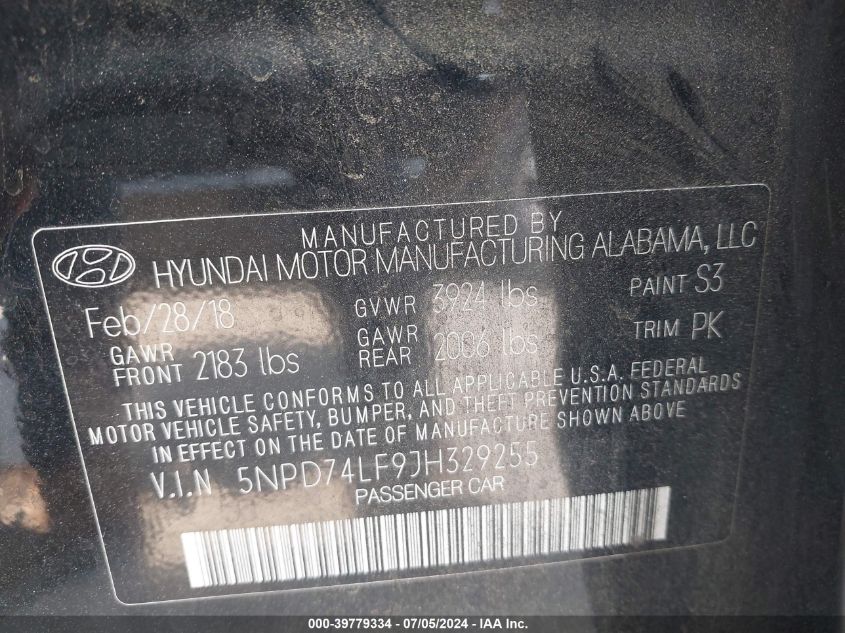 MANUFACTURED BY
HYUNDAI MOTOR MANUFACTURING ALABAMA, LLC
Feb/28/18 GVWR 3924 lbs PAINT S3
GAWR FRONT 2183 lbs GAWR REAR 2006 lbs TRIM PK
THIS VEHICLE CONFORMS TO ALL APPLICABLE U.S.A. FEDERAL
MOTOR VEHICLE SAFETY, BUMPER, AND THEFT PREVENTION STANDARDS
IN EFFECT ON THE DATE OF MANUFACTURE SHOWN ABOVE
V.I.N 5NPD74LF9JH329255
PASSENGER CAR
000-39779334 / 07/05/2024 - IAA Inc.